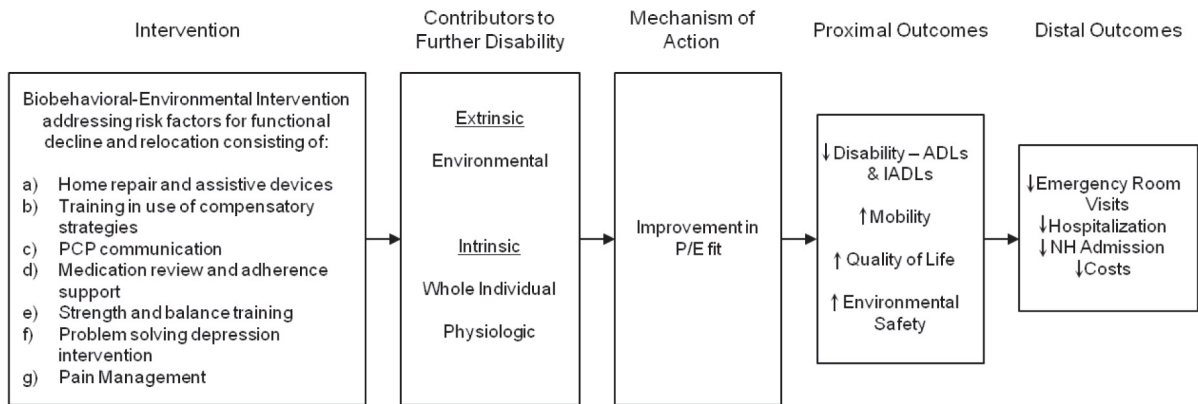 Intervention
Contributors to
Further Disability
Mechanism of
Action
Proximal Outcomes
Distal Outcomes
Biobehavioral-Environmental Intervention
addressing risk factors for functional
decline and relocation consisting of:
a) Home repair and assistive devices
b) Training in use of compensatory
strategies
c) PCP communication
d) Medication review and adherence
support
e) Strength and balance training
f) Problem solving depression
intervention
g) Pain Management
Extrinsic
Environmental
Intrinsic
Whole Individual
Physiologic
Improvement in
P/E fit
↓Disability – ADLs
& IADLs
↑Mobility
↑Quality of Life
↑Environmental
Safety
↓Emergency Room
Visits
↓Hospitalization
↓NH Admission
↓Costs